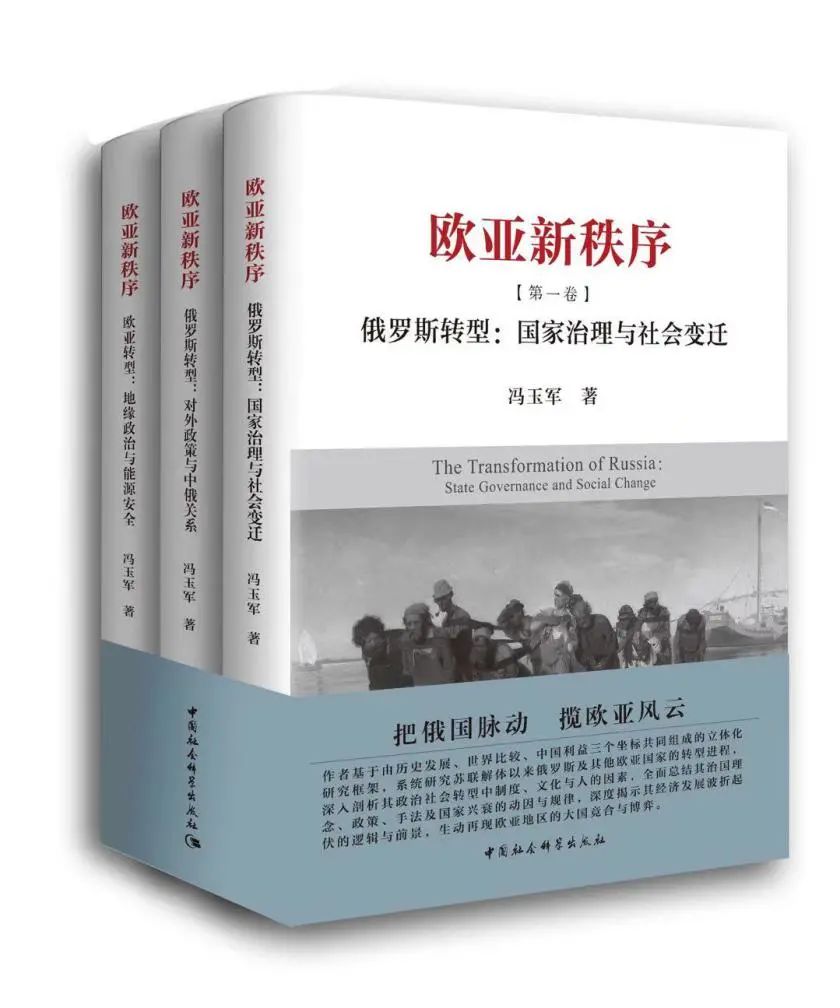 欧亚新秩序
欧亚转型：地缘政治与能源安全
冯玉军 著
欧亚新秩序
俄罗斯转型：对外政策与中俄关系
冯玉军 著
中国社会科学出版社
欧亚新秩序
俄罗斯转型：国家治理与社会变迁
冯玉军 著
欧亚新秩序
【第一卷】
俄罗斯转型：国家治理与社会变迁
冯玉军 著
The Transformation of Russia:
State Governance and Social Change
把俄国脉动 揽欧亚风云
作者基于由历史发展、世界比较、中国利益三个坐标共同组成的立体化
研究框架，系统研究苏联解体以来俄罗斯及其他欧亚国家的转型进程，
深入剖析其政治社会转型中制度、文化与人的因素，全面总结其治国理
念、政策、手法及国家兴衰的动因与规律，深度揭示其经济发展波折起
伏的逻辑与前景，生动再现欧亚地区的大国竞合与博弈。
中国社会科学出版社